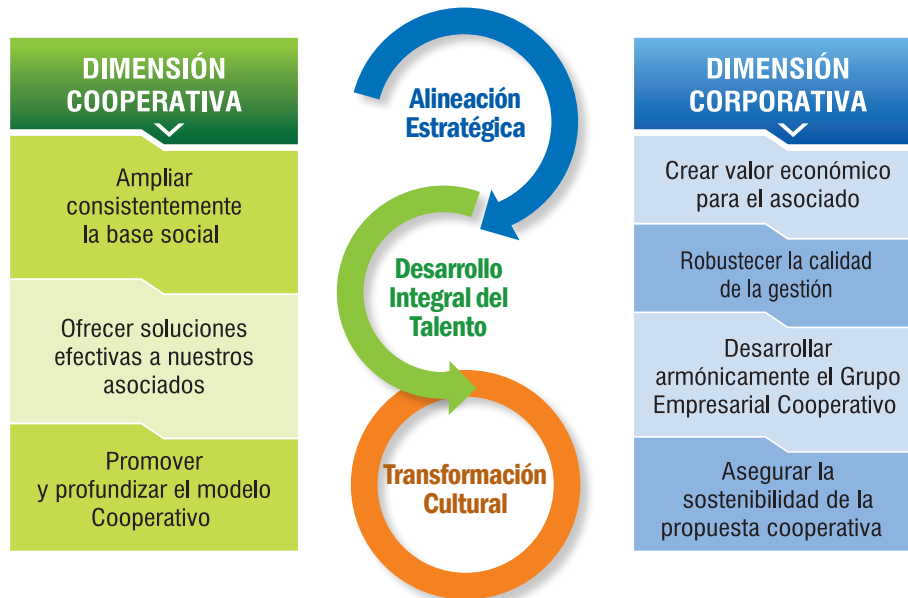 DIMENSIÓN
COOPERATIVA
Ampliar
consistentemente
la base social
Ofrecer soluciones
efectivas a nuestros
asociados
Promover
y profundizar el modelo
Cooperativo
Alineación
Estratégica
Desarrollo
Integral del
Talento
Transformación
Cultural
DIMENSIÓN
CORPORATIVA
Crear valor económico
para el asociado
Robustecer la calidad
de la gestión
Desarrollar
armónicamente el Grupo
Empresarial Cooperativo
Asegurar la
sostenibilidad de la
propuesta cooperativa